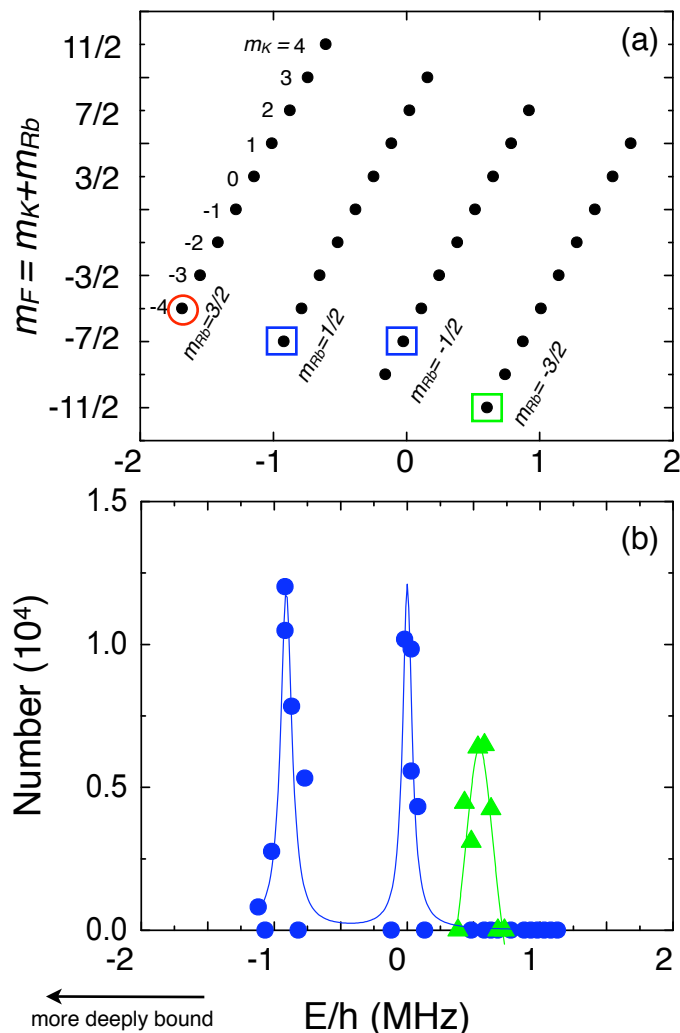 (a)
m_K = 4
3
2
1
0
-1
-2
-3
-4
m_Rb=3/2
m_Rb=1/2
m_Rb= -1/2
m_Rb= -3/2
m_F = m_K+m_Rb
11/2
7/2
3/2
-3/2
-7/2
-11/2
-2
-1
0
1
2
(b)
Number (10⁴)
1.5
1.0
0.5
0.0
-2
-1
0
1
2
E/h (MHz)
more deeply bound